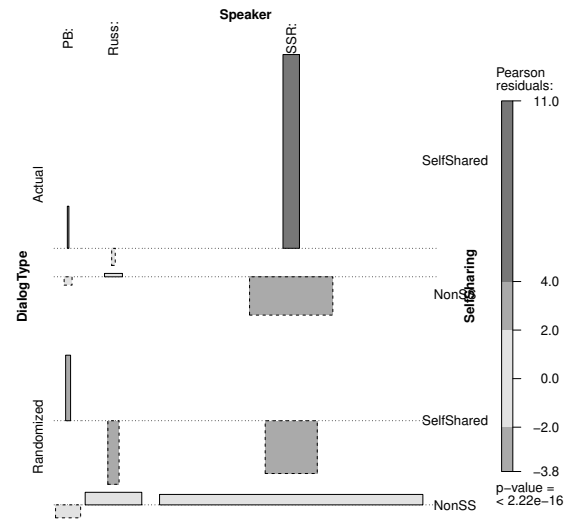 Speaker
PB:
Russ:
SSR:
Pearson
residuals:
11.0
4.0
2.0
0.0
−2.0
−3.8
p-value =
< 2.22e−16
DialogType
Actual
Randomized
SelfShared
NonSS
SelfShared
NonSS
SelfSharing